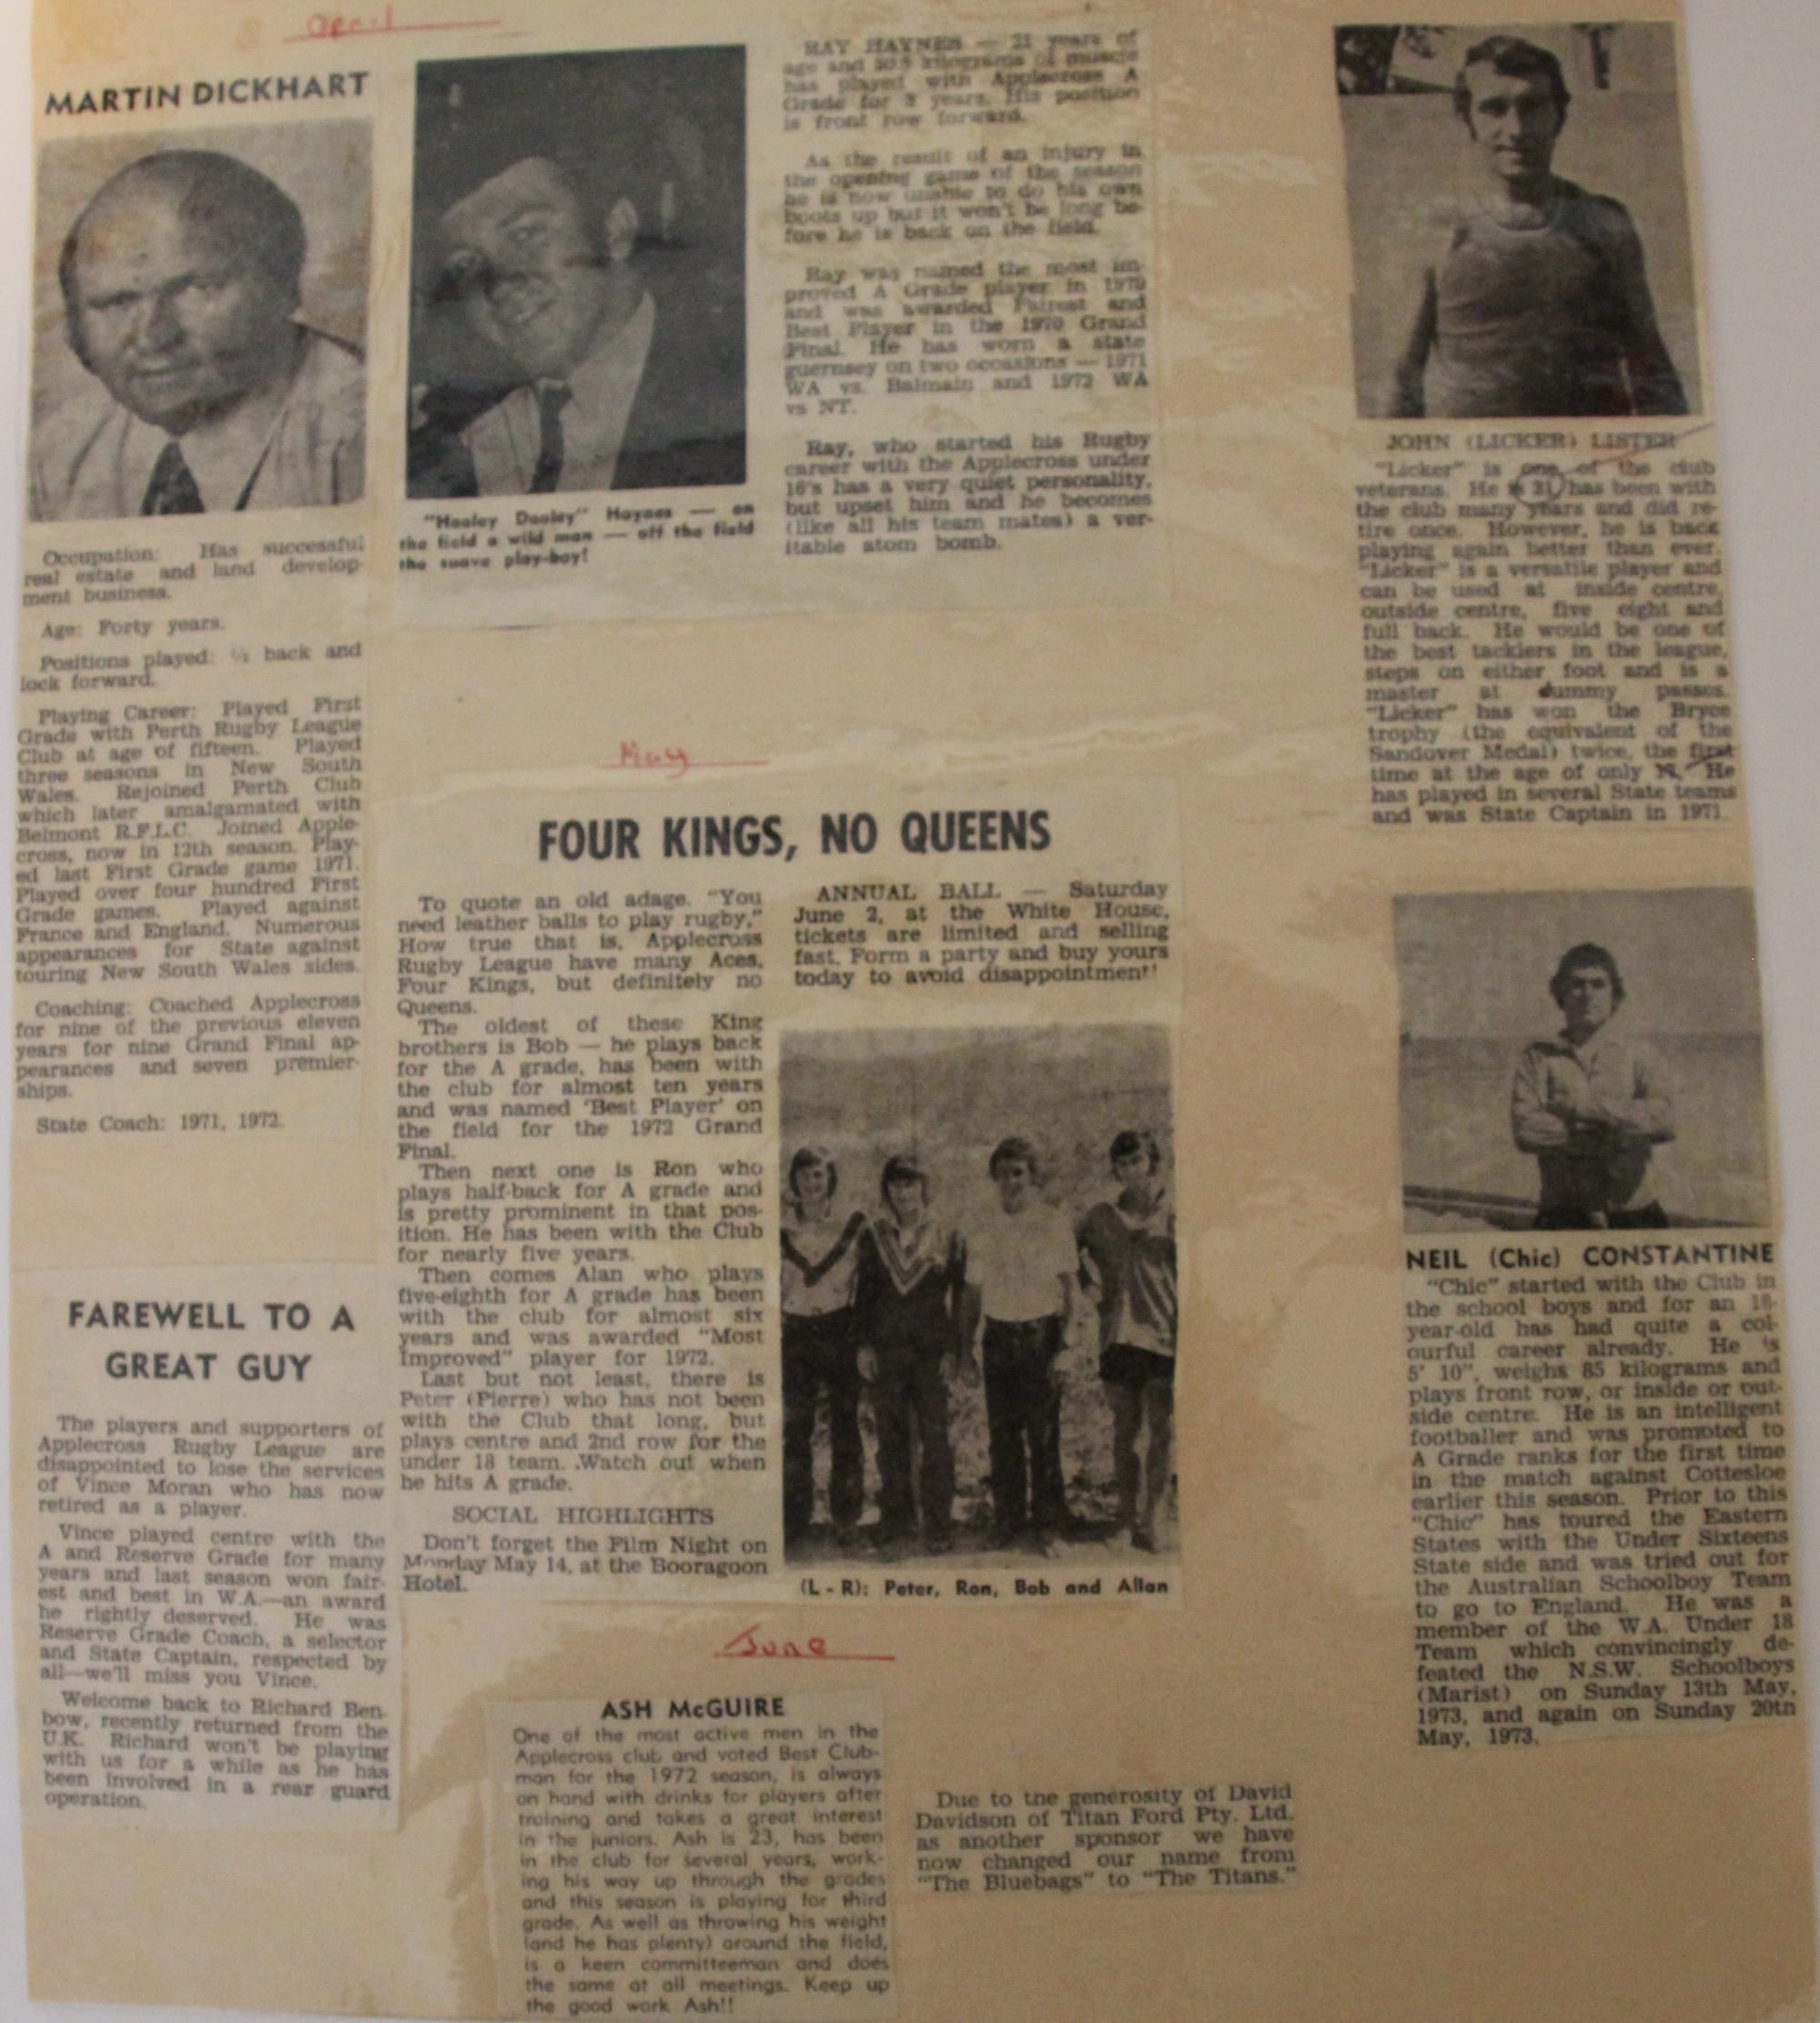 April
MARTIN DICKHART
Occupation: Has successful
real estate and land develop-
ment business.
Age: Forty years.
Positions played: ½ back and
lock forward.
Playing Career: Played First
Grade with Perth Rugby League
Club at age of fifteen. Played
three seasons in New South
Wales. Rejoined Perth Club
which later amalgamated with
Belmont R.F.L.C. Joined Apple-
cross, now in 12th season. Play-
ed last First Grade game 1971.
Played over four hundred First
Grade games. Played against
France and England. Numerous
appearances for State against
touring New South Wales sides.
Coaching: Coached Applecross
for nine of the previous eleven
years for nine Grand Final ap-
pearances and seven premier-
ships.
State Coach: 1971, 1972.
"Hooley Dooley" Haynes — on
the field a wild man — off the field
the suave play-boy!
RAY HAYNES — 21 years of
age and 90.5 kilograms of muscle
has played with Applecross A
Grade for 3 years. His position
is front row forward.
As the result of an injury in
the opening game of the season
he is now unable to do his own
boots up but it won't be long be-
fore he is back on the field.
Ray was named the most im-
proved A Grade player in 1970
and was awarded Fairest and
Best Player in the 1970 Grand
Final. He has worn a state
guernsey on two occasions — 1971
WA vs. Balmain and 1972 WA
vs NT.
Ray, who started his Rugby
career with the Applecross under
16's has a very quiet personality,
but upset him and he becomes
(like all his team mates) a ver-
itable atom bomb.
JOHN (LICKER) LISTER
"Licker" is one of the club
veterans. He is 31 has been with
the club many years and did re-
tire once. However, he is back
playing again better than ever.
"Licker" is a versatile player and
can be used at inside centre,
outside centre, five eight and
full back. He would be one of
the best tacklers in the league,
steps on either foot and is a
master at dummy passes.
"Licker" has won the Bryce
trophy (the equivalent of the
Sandover Medal) twice, the first
time at the age of only He
has played in several State teams
and was State Captain in 1971.
May
FOUR KINGS, NO QUEENS
To quote an old adage. "You
need leather balls to play rugby,"
How true that is, Applecross
Rugby League have many Aces,
Four Kings, but definitely no
Queens.
The oldest of these King
brothers is Bob — he plays back
for the A grade, has been with
the club for almost ten years
and was named 'Best Player' on
the field for the 1972 Grand
Final.
Then next one is Ron who
plays half-back for A grade and
is pretty prominent in that pos-
ition. He has been with the Club
for nearly five years.
Then comes Alan who plays
five-eighth for A grade has been
with the club for almost six
years and was awarded "Most
Improved" player for 1972.
Last but not least, there is
Peter (Pierre) who has not been
with the Club that long, but
plays centre and 2nd row for the
under 18 team. .Watch out when
he hits A grade.
SOCIAL HIGHLIGHTS
Don't forget the Film Night on
Monday May 14, at the Booragoon
Hotel.
ANNUAL BALL — Saturday
June 2, at the White House,
tickets are limited and selling
fast. Form a party and buy yours
today to avoid disappointment!!
(L - R): Peter, Ron, Bob and Allan
NEIL (Chic) CONSTANTINE
"Chic" started with the Club in
the school boys and for an 18-
year-old has had quite a col-
ourful career already. He is
5' 10", weighs 85 kilograms and
plays front row, or inside or out-
side centre. He is an intelligent
footballer and was promoted to
A Grade ranks for the first time
in the match against Cottesloe
earlier this season. Prior to this
"Chic" has toured the Eastern
States with the Under Sixteens
State side and was tried out for
the Australian Schoolboy Team
to go to England. He was a
member of the W.A. Under 18
Team which convincingly de-
feated the N.S.W. Schoolboys
(Marist) on Sunday 13th May,
1973, and again on Sunday 20th
May, 1973.
FAREWELL TO A
GREAT GUY
The players and supporters of
Applecross Rugby League are
disappointed to lose the services
of Vince Moran who has now
retired as a player.
Vince played centre with the
A and Reserve Grade for many
years and last season won fair-
est and best in W.A.—an award
he rightly deserved. He was
Reserve Grade Coach, a selector
and State Captain, respected by
all—we'll miss you Vince.
Welcome back to Richard Ben-
bow, recently returned from the
U.K. Richard won't be playing
with us for a while as he has
been involved in a rear guard
operation.
June
ASH McGUIRE
One of the most active men in the
Applecross club and voted Best Club-
man for the 1972 season, is always
on hand with drinks for players after
training and takes a great interest
in the juniors. Ash is 23, has been
in the club for several years, work-
ing his way up through the grades
and this season is playing for third
grade. As well as throwing his weight
(and he has plenty) around the field,
is a keen committeeman and does
the same at all meetings. Keep up
the good work Ash!!
Due to the generosity of David
Davidson of Titan Ford Pty. Ltd.
as another sponsor we have
now changed our name from
"The Bluebags" to "The Titans."